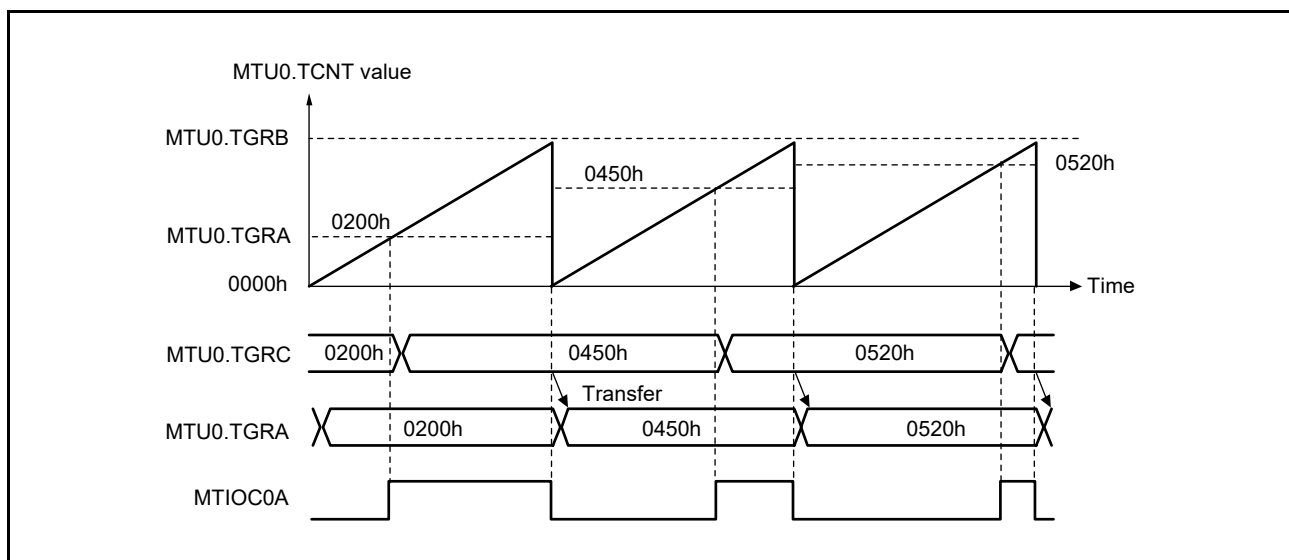 MTU0.TCNT value
MTU0.TGRB
0520h
0450h
0200h
MTU0.TGRA
0000h
Time
MTU0.TGRC
0200h
0450h
0520h
Transfer
MTU0.TGRA
0200h
0450h
0520h
MTIOC0A